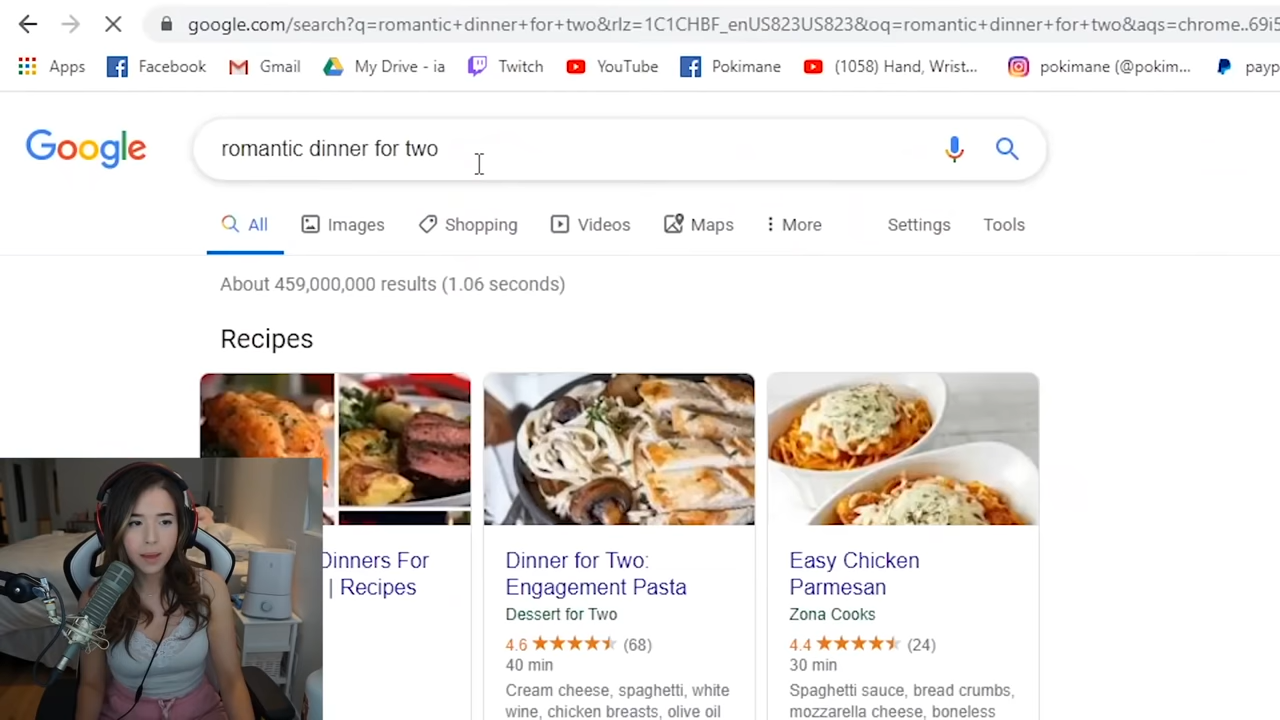 google.com/search?q=romantic+dinner+for+two&rlz=1C1CHBF_enUS823US823&oq=romantic+dinner+for+two&aqs=chrome..69i5
Apps Facebook Gmail My Drive - ia Twitch YouTube Pokimane (1058) Hand, Wrist... pokimane (@pokim... payp
Google
romantic dinner for two
All Images Shopping Videos Maps More Settings Tools
About 459,000,000 results (1.06 seconds)
Recipes
Dinners For
| Recipes
Dinner for Two:
Engagement Pasta
Dessert for Two
4.6 (68)
40 min
Cream cheese, spaghetti, white
wine, chicken breasts, olive oil
Easy Chicken
Parmesan
Zona Cooks
4.4 (24)
30 min
Spaghetti sauce, bread crumbs,
mozzarella cheese, boneless